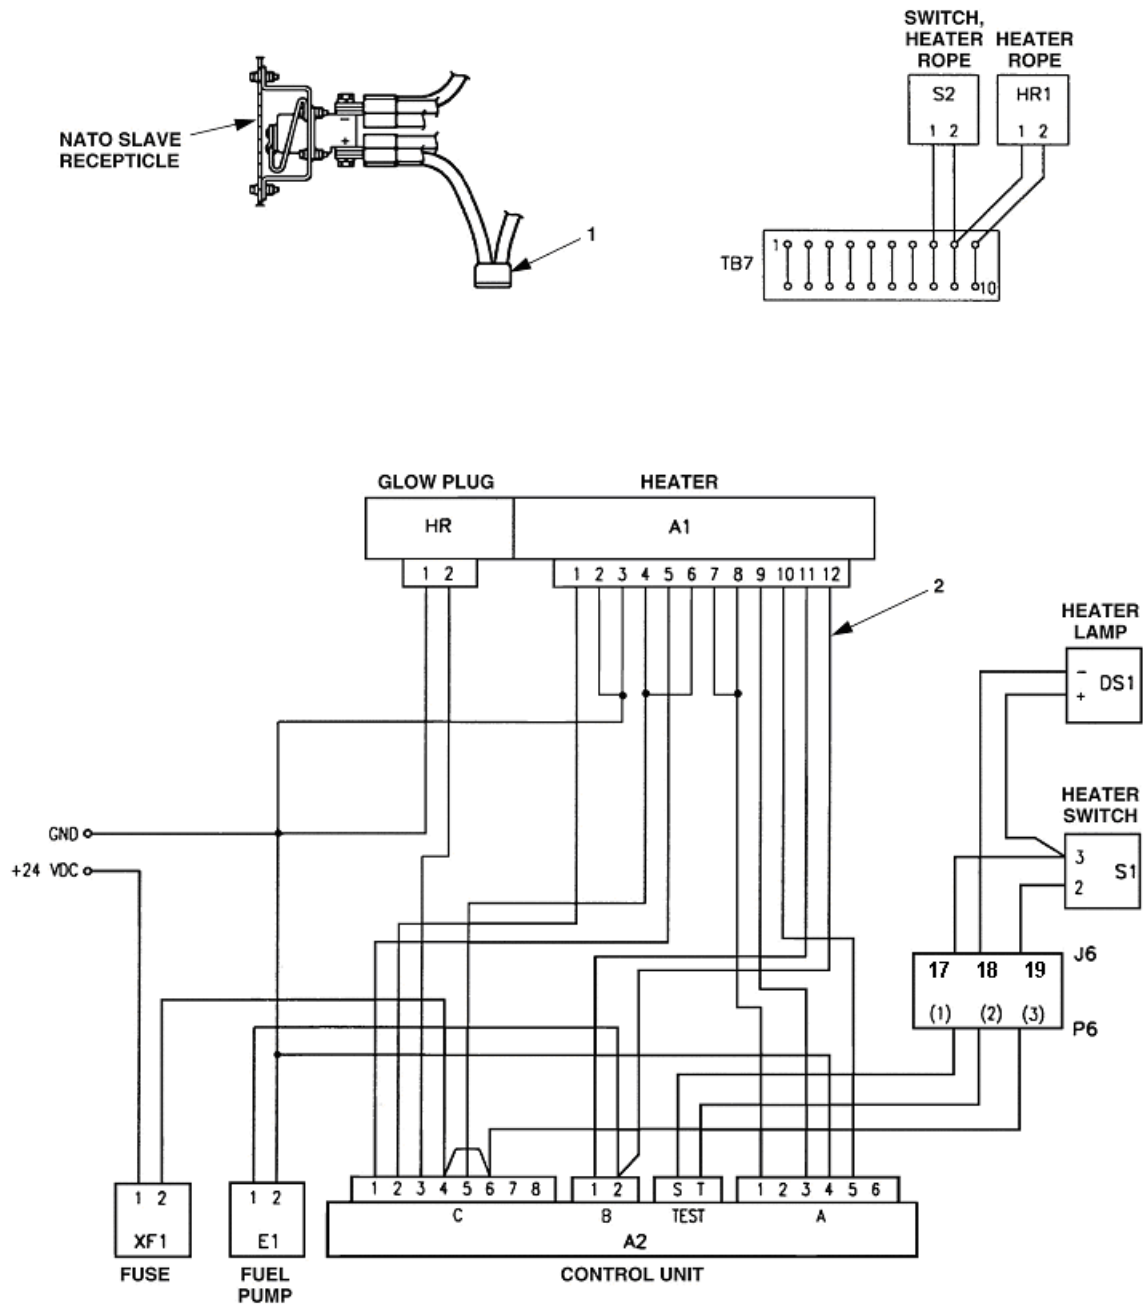 SWITCH,
HEATER HEATER
ROPE ROPE
S2 HR1
1 2 1 2
NATO SLAVE
RECEPTICLE
1
1
TB7
10
GLOW PLUG HEATER
HR A1
1 2 1 2 3 4 5 6 7 8 9 10 11 12
2
HEATER
LAMP
− DS1
+
HEATER
SWITCH
GND
3
+24 VDC
S1
2
J6
17 18 19
(1) (2) (3)
P6
1 2 3 4 5 6 7 8 1 2 S T 1 2 3 4 5 6
1 2 1 2
C B TEST A
XF1 E1 A2
FUSE FUEL CONTROL UNIT
PUMP